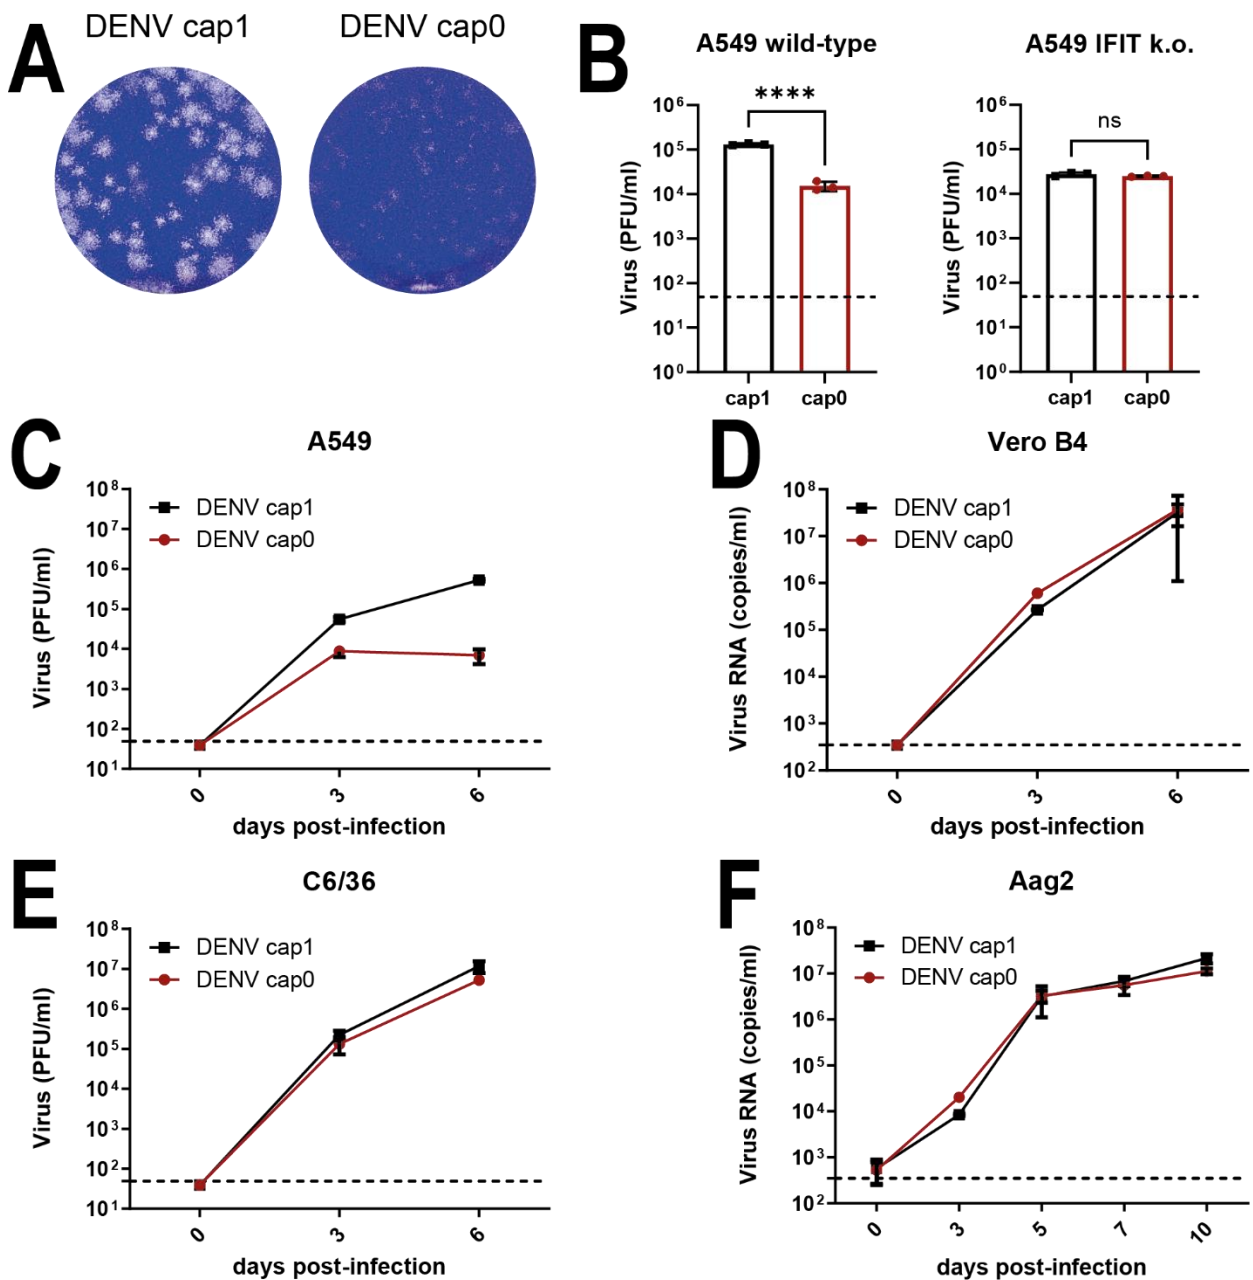 A
DENV cap1
DENV cap0
B
A549 wild-type
Virus (PFU/ml)
10⁶
10⁵
10⁴
10³
10²
10¹
10⁰
****
cap1
cap0
A549 IFIT k.o.
Virus (PFU/ml)
10⁶
10⁵
10⁴
10³
10²
10¹
10⁰
ns
cap1
cap0
C
A549
Virus (PFU/ml)
10⁸
10⁷
10⁶
10⁵
10⁴
10³
10²
10¹
DENV cap1
DENV cap0
0
3
6
days post-infection
D
Vero B4
Virus RNA (copies/ml)
10⁸
10⁷
10⁶
10⁵
10⁴
10³
10²
DENV cap1
DENV cap0
0
3
6
days post-infection
E
C6/36
Virus (PFU/ml)
10⁸
10⁷
10⁶
10⁵
10⁴
10³
10²
10¹
DENV cap1
DENV cap0
0
3
6
days post-infection
F
Aag2
Virus RNA (copies/ml)
10⁸
10⁷
10⁶
10⁵
10⁴
10³
10²
DENV cap1
DENV cap0
0
3
5
7
10
days post-infection